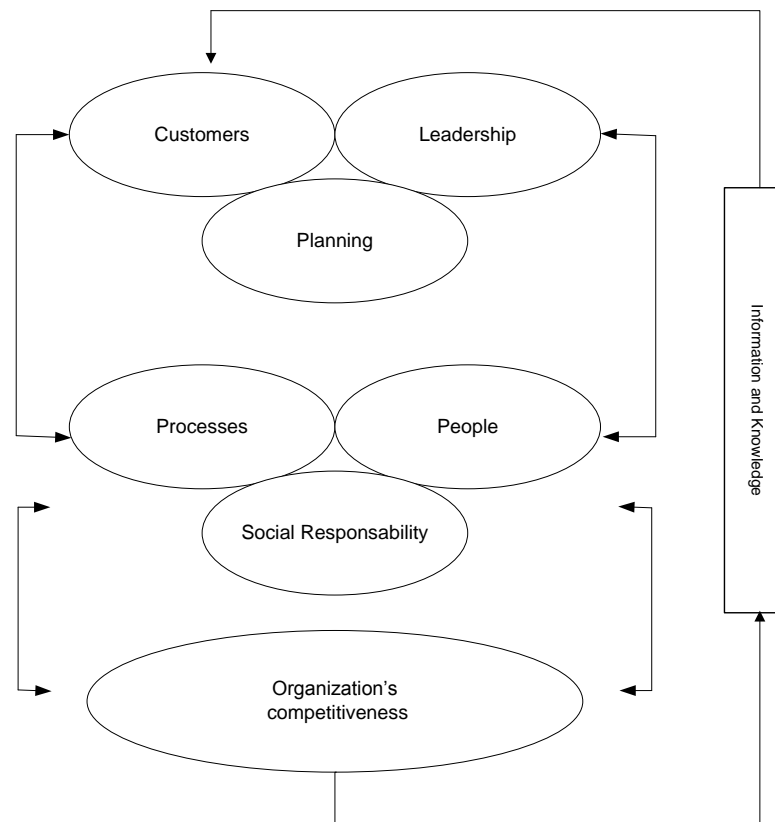 Customers
Leadership
Planning
Information and Knowledge
Processes
People
Social Responsability
Organization’s
competitiveness